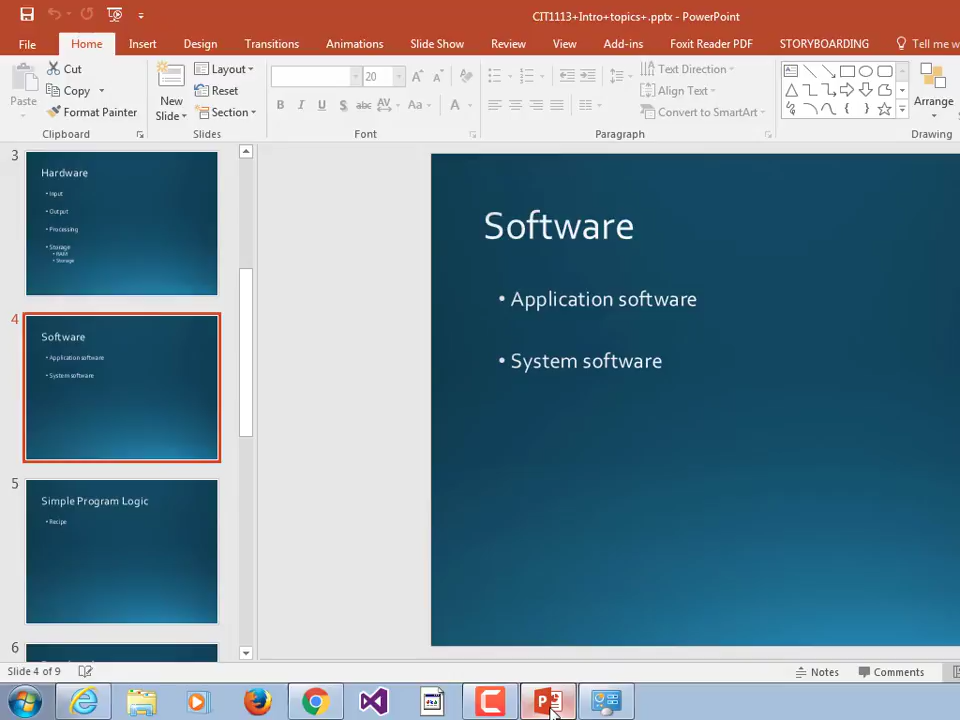 CIT1113+Intro+topics+.pptx - PowerPoint
File Home Insert Design Transitions Animations Slide Show Review View Add-ins Foxit Reader PDF STORYBOARDING Tell me w
Paste
Cut
Copy
Format Painter
Clipboard
New
Slide
Layout
Reset
Section
Slides
20
B I U S abc AV Aa A
Font
Text Direction
Align Text
Convert to SmartArt
Paragraph
Arrange
Drawing
3
Hardware
• Input
• Output
• Processing
• Storage
• RAM
• Storage
4
Software
• Application software
• System software
5
Simple Program Logic
• Recipe
6
Software
• Application software
• System software
Slide 4 of 9
Notes
Comments